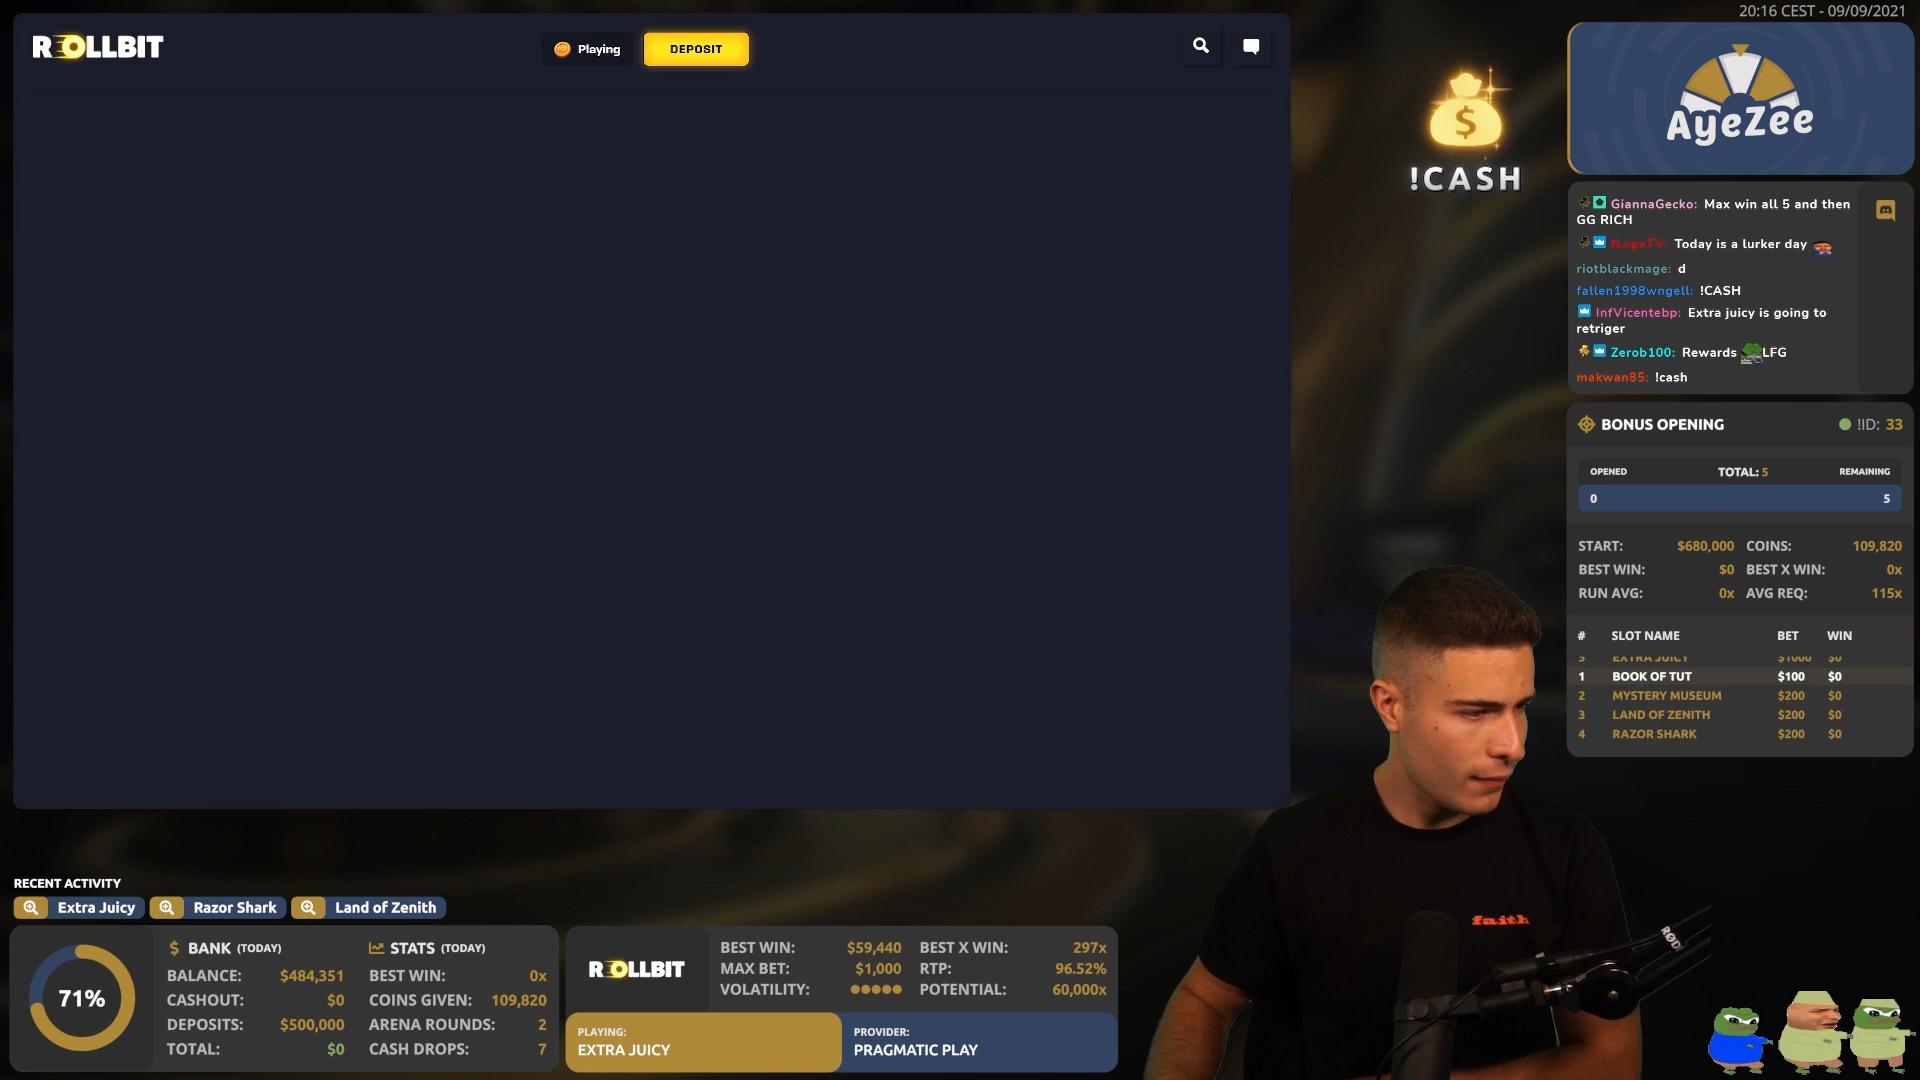 20:16 CEST - 09/09/2021
ROLLBIT
Playing
DEPOSIT
!CASH
AyeZee
GiannaGecko: Max win all 5 and then
GG RICH
Today is a lurker day
riotblackmage: d
fallen1998wngell: !CASH
InfVicentebp: Extra juicy is going to
retriger
Zerob100: Rewards LFG
makwan85: !cash
BONUS OPENING
!ID: 33
OPENED TOTAL: 5 REMAINING
0 5
START: $680,000 COINS: 109,820
BEST WIN: $0 BEST X WIN: 0x
RUN AVG: 0x AVG REQ: 115x
# SLOT NAME BET WIN
5 EXTRA JUICY $1000 $0
1 BOOK OF TUT $100 $0
2 MYSTERY MUSEUM $200 $0
3 LAND OF ZENITH $200 $0
4 RAZOR SHARK $200 $0
faith
RØD
RECENT ACTIVITY
Extra Juicy Razor Shark Land of Zenith
71%
BANK (TODAY)
BALANCE: $484,351
CASHOUT: $0
DEPOSITS: $500,000
TOTAL: $0
STATS (TODAY)
BEST WIN: 0x
COINS GIVEN: 109,820
ARENA ROUNDS: 2
CASH DROPS: 7
ROLLBIT
BEST WIN: $59,440 BEST X WIN: 297x
MAX BET: $1,000 RTP: 96.52%
VOLATILITY: POTENTIAL: 60,000x
PLAYING:
EXTRA JUICY
PROVIDER:
PRAGMATIC PLAY